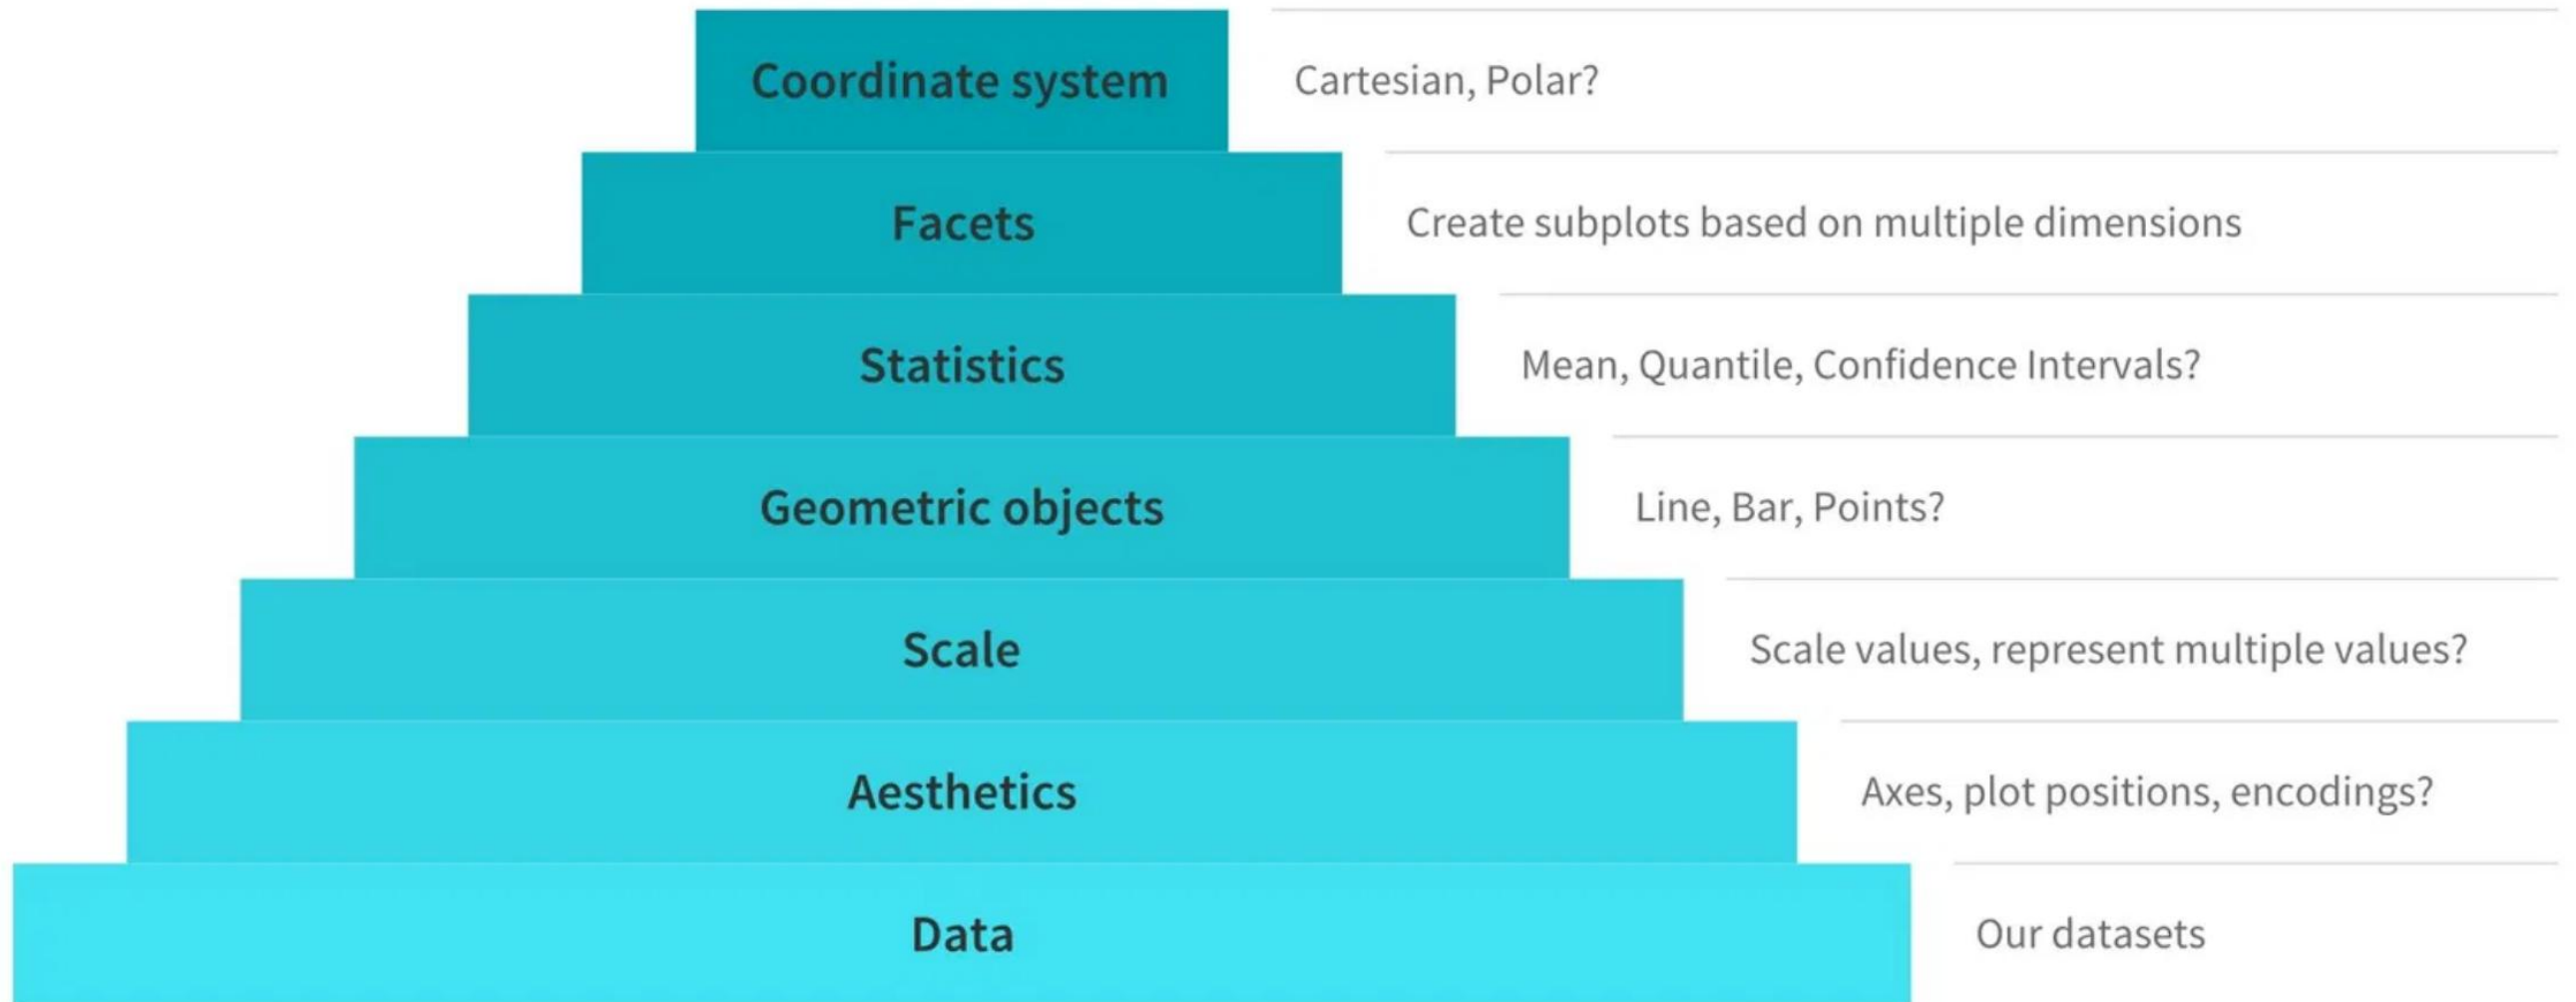 Coordinate system
Cartesian, Polar?
Facets
Create subplots based on multiple dimensions
Statistics
Mean, Quantile, Confidence Intervals?
Geometric objects
Line, Bar, Points?
Scale
Scale values, represent multiple values?
Aesthetics
Axes, plot positions, encodings?
Data
Our datasets